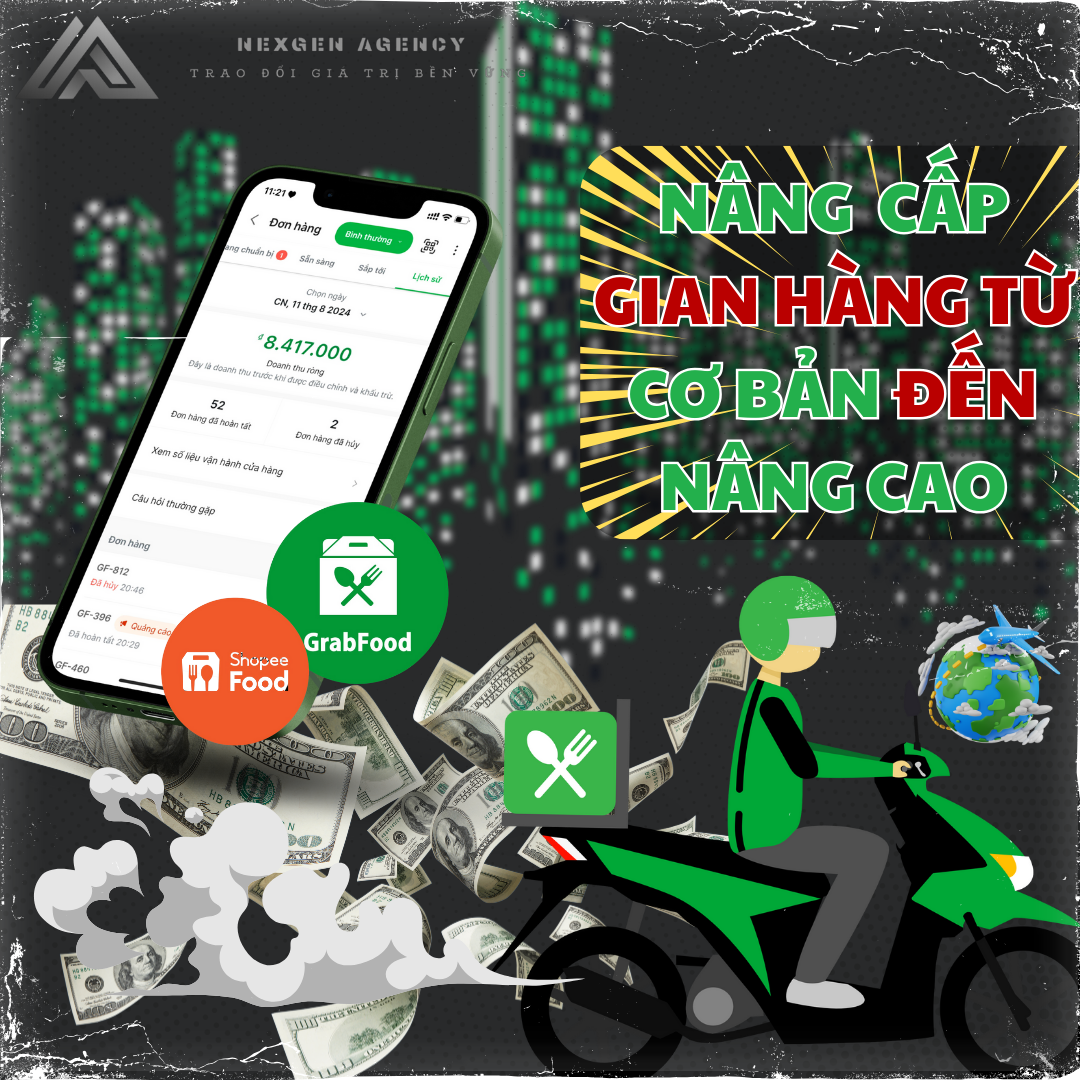 NEXGEN AGENCY
TRAO ĐỔI GIÁ TRỊ BỀN VỮNG
NÂNG CẤP
GIAN HÀNG TỪ
CƠ BẢN ĐẾN
NÂNG CAO
11:21
Đơn hàng
Bình thường
ang chuẩn bị 1
Sẵn sàng
Sắp tới
Lịch sử
Chọn ngày
CN, 11 thg 8 2024
₫8.417.000
Doanh thu ròng
Đây là doanh thu trước khi được điều chỉnh và khấu trừ.
52
Đơn hàng đã hoàn tất
2
Đơn hàng đã hủy
Xem số liệu vận hành cửa hàng
Câu hỏi thường gặp
Đơn hàng
GF-812
Đã hủy 20:46
GF-396
Quảng cáo
Đã hoàn tất 20:29
GF-460
GrabFood
Shopee
Food